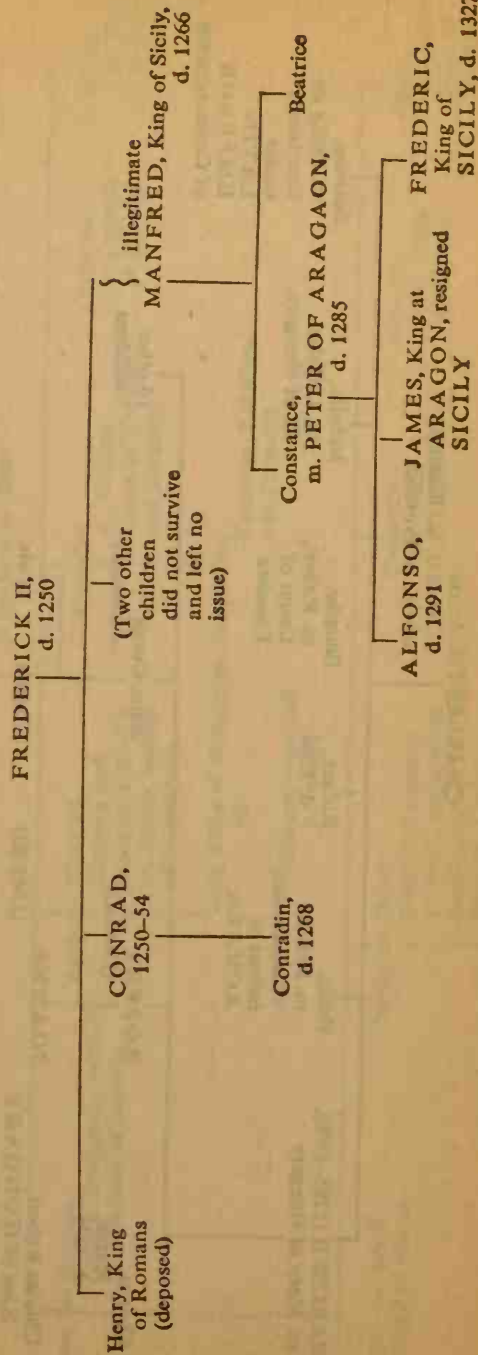 FREDERICK II,
d. 1250
Henry, King
of Romans
(deposed)
CONRAD,
1250–54
(Two other
children
did not survive
and left no
issue)
illegitimate
MANFRED, King of Sicily,
d. 1266
Conradin,
d. 1268
Constance,
m. PETER OF ARAGAON,
d. 1285
Beatrice
ALFONSO,
d. 1291
JAMES, King at
ARAGON, resigned
SICILY
FREDERIC,
King of
SICILY, d. 1327